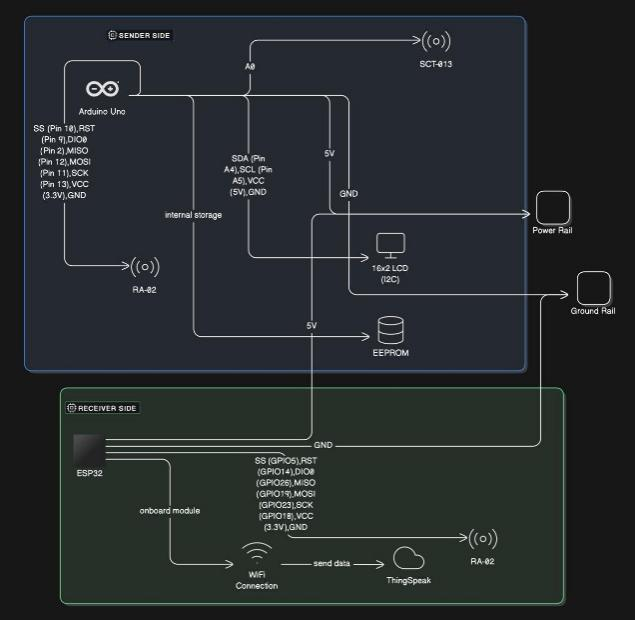 SENDER SIDE
SCT-013
A0
Arduino Uno
SS (Pin 10),RST
(Pin 9),DIO0
(Pin 2),MISO
(Pin 12),MOSI
(Pin 11),SCK
(Pin 13),VCC
(3.3V),GND
SDA (Pin
A4),SCL (Pin
A5),VCC
(5V),GND
5V
GND
internal storage
Power Rail
16x2 LCD
(I2C)
RA-02
Ground Rail
5V
EEPROM
RECEIVER SIDE
GND
ESP32
SS (GPIO5),RST
(GPIO14),DIO0
(GPIO26),MISO
(GPIO19),MOSI
(GPIO23),SCK
(GPIO18),VCC
(3.3V),GND
onboard module
RA-02
send data
WiFi
Connection
ThingSpeak